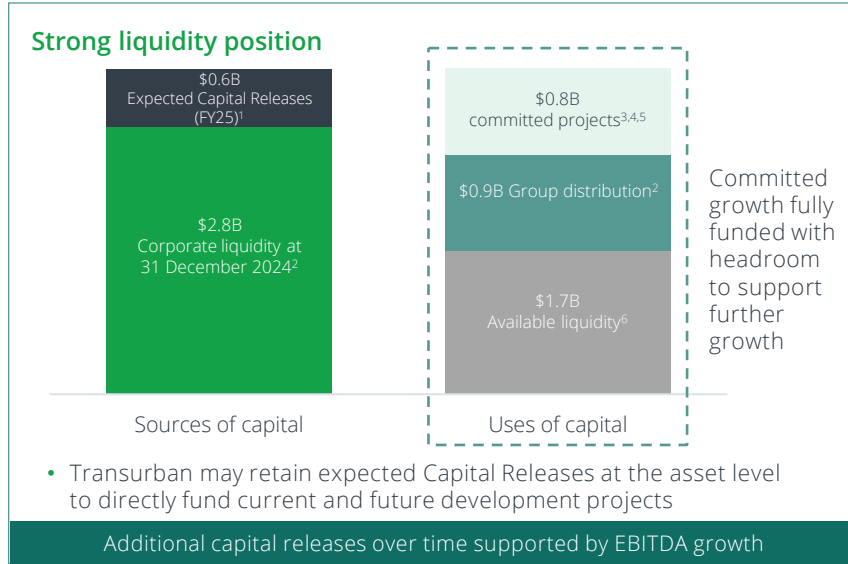 Strong liquidity position
$0.6B
Expected Capital Releases
(FY25)1
$2.8B
Corporate liquidity at
31 December 20242
Sources of capital
$0.8B
committed projects3,4,5
$0.9B Group distribution2
$1.7B
Available liquidity6
Uses of capital
Committed
growth fully
funded with
headroom
to support
further
growth
• Transurban may retain expected Capital Releases at the asset level
to directly fund current and future development projects
Additional capital releases over time supported by EBITDA growth